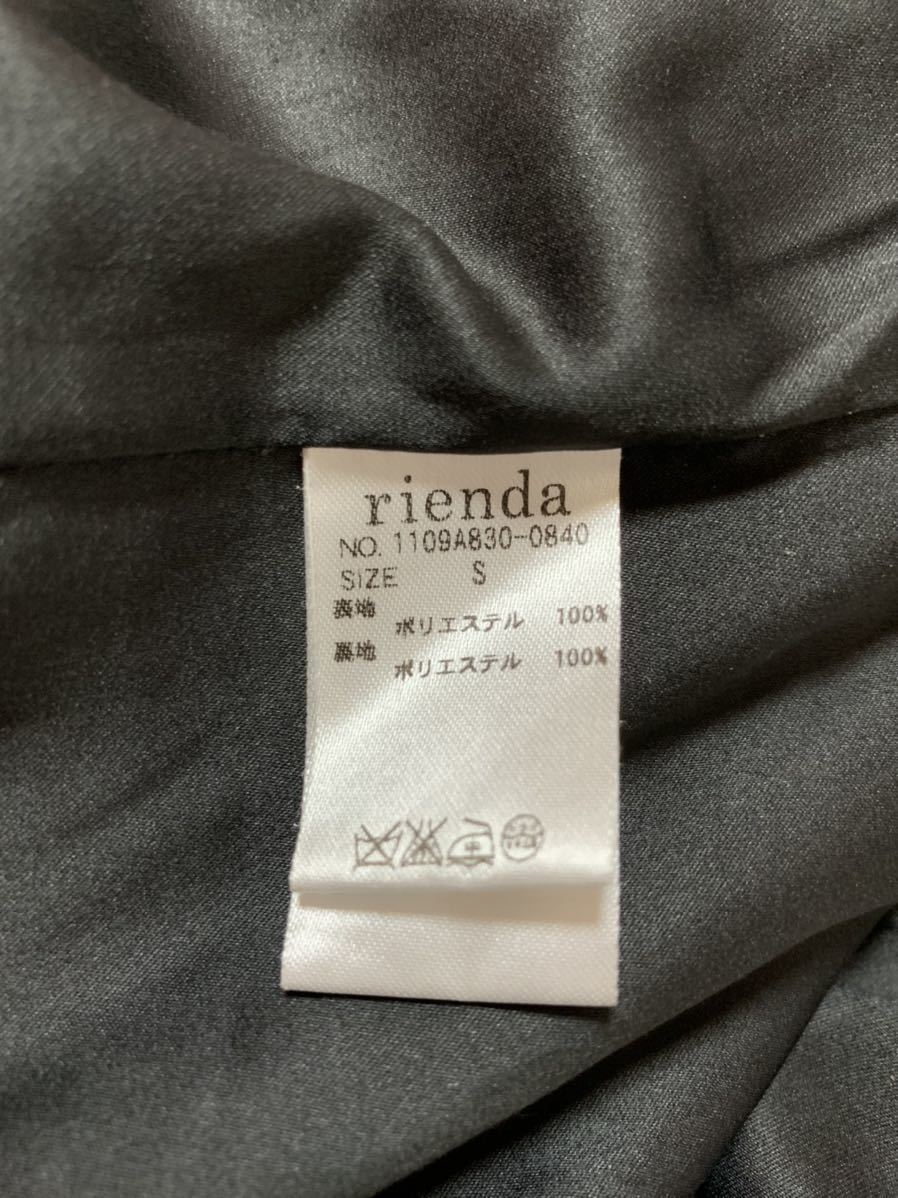 rienda
NO. 1109A830-0840
SIZE S
表地
ポリエステル 100%
裏地
ポリエステル 100%